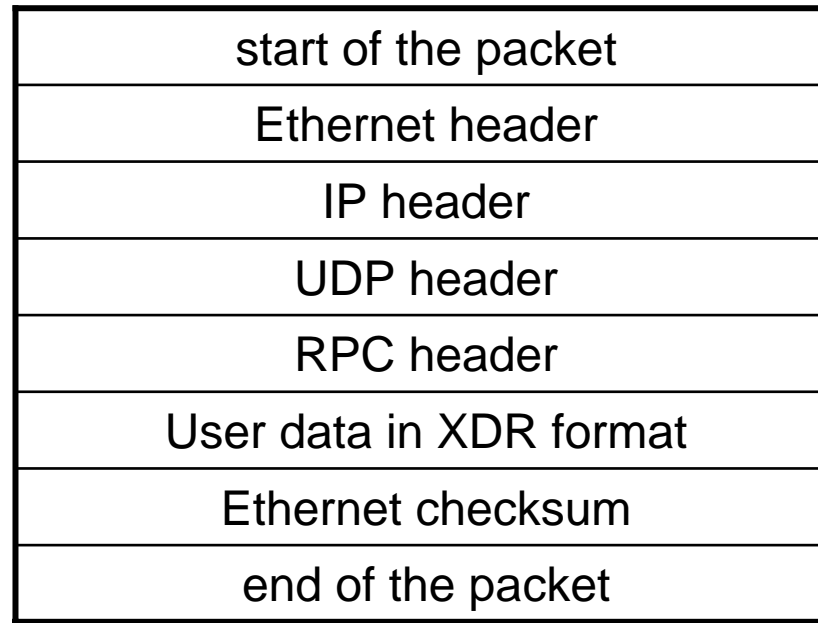 start of the packet
Ethernet header
IP header
UDP header
RPC header
User data in XDR format
Ethernet checksum
end of the packet